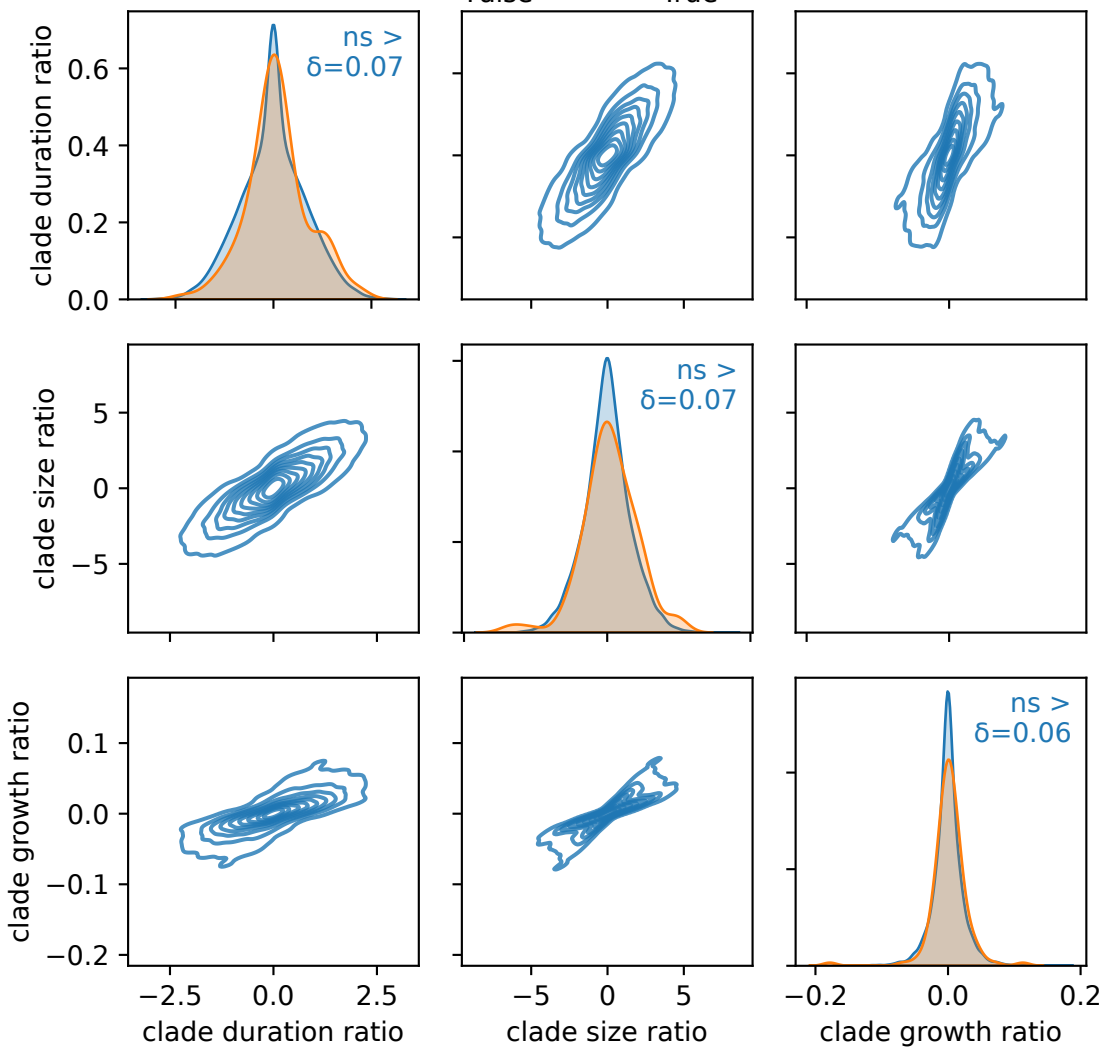 True
clade duration ratio
0.6
0.4
0.2
0.0
ns >
δ=0.07
clade size ratio
5
0
−5
ns >
δ=0.07
clade growth ratio
0.1
0.0
−0.1
−0.2
ns >
δ=0.06
−2.5 0.0 2.5
−5 0 5
−0.2 0.0 0.2
clade duration ratio
clade size ratio
clade growth ratio